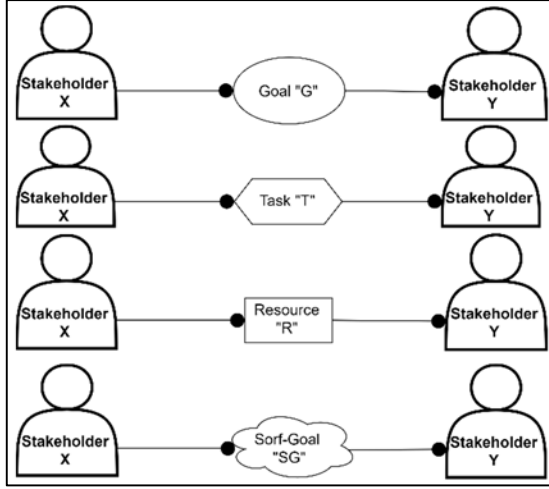 Stakeholder
X
Goal "G"
Stakeholder
Y
Stakeholder
X
Task "T"
Stakeholder
Y
Stakeholder
X
Resource
"R"
Stakeholder
Y
Stakeholder
X
Sorf-Goal
"SG"
Stakeholder
Y